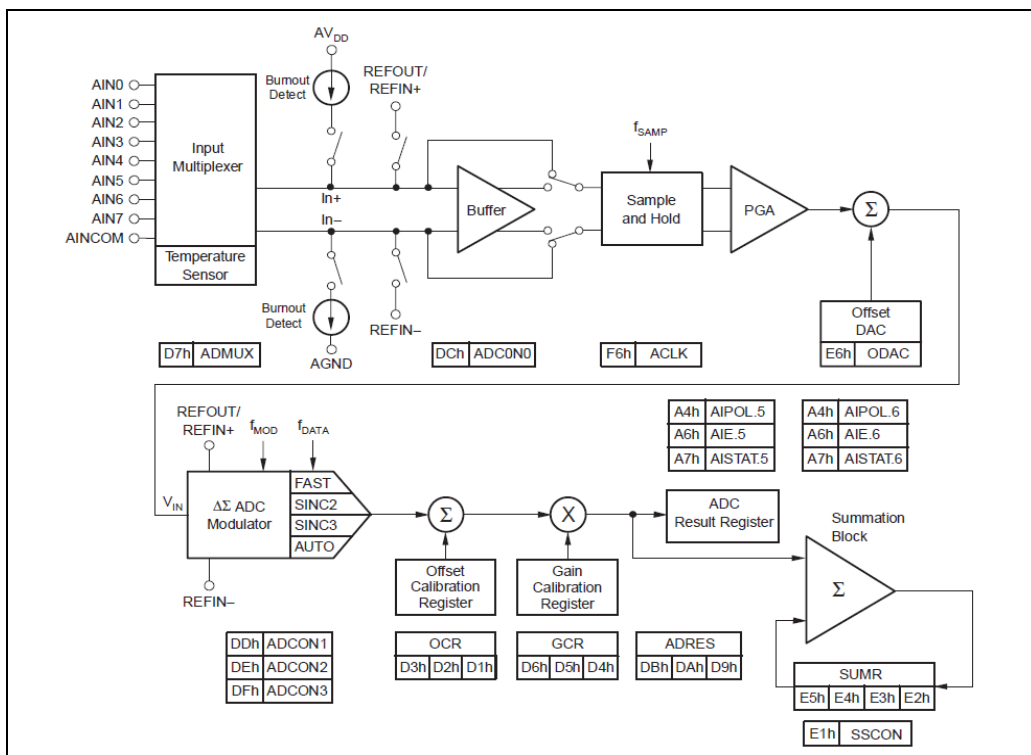 AVDD
Burnout
Detect
REFOUT/
REFIN+
AIN0
AIN1
AIN2
AIN3
AIN4
AIN5
AIN6
AIN7
AINCOM
Input
Multiplexer
Temperature
Sensor
In+
In–
Burnout
Detect
AGND
REFIN–
Buffer
fSAMP
Sample
and Hold
PGA
Σ
Offset
DAC
E6h ODAC
D7h ADMUX
DCh ADC0N0
F6h ACLK
A4h AIPOL.5
A6h AIE.5
A7h AISTAT.5
A4h AIPOL.6
A6h AIE.6
A7h AISTAT.6
REFOUT/
REFIN+
fMOD
fDATA
VIN
ΔΣ ADC
Modulator
FAST
SINC2
SINC3
AUTO
REFIN–
Σ
X
Offset
Calibration
Register
Gain
Calibration
Register
ADC
Result Register
Summation
Block
Σ
DDh ADCON1
DEh ADCON2
DFh ADCON3
OCR
D3h D2h D1h
GCR
D6h D5h D4h
ADRES
DBh DAh D9h
SUMR
E5h E4h E3h E2h
E1h SSCON